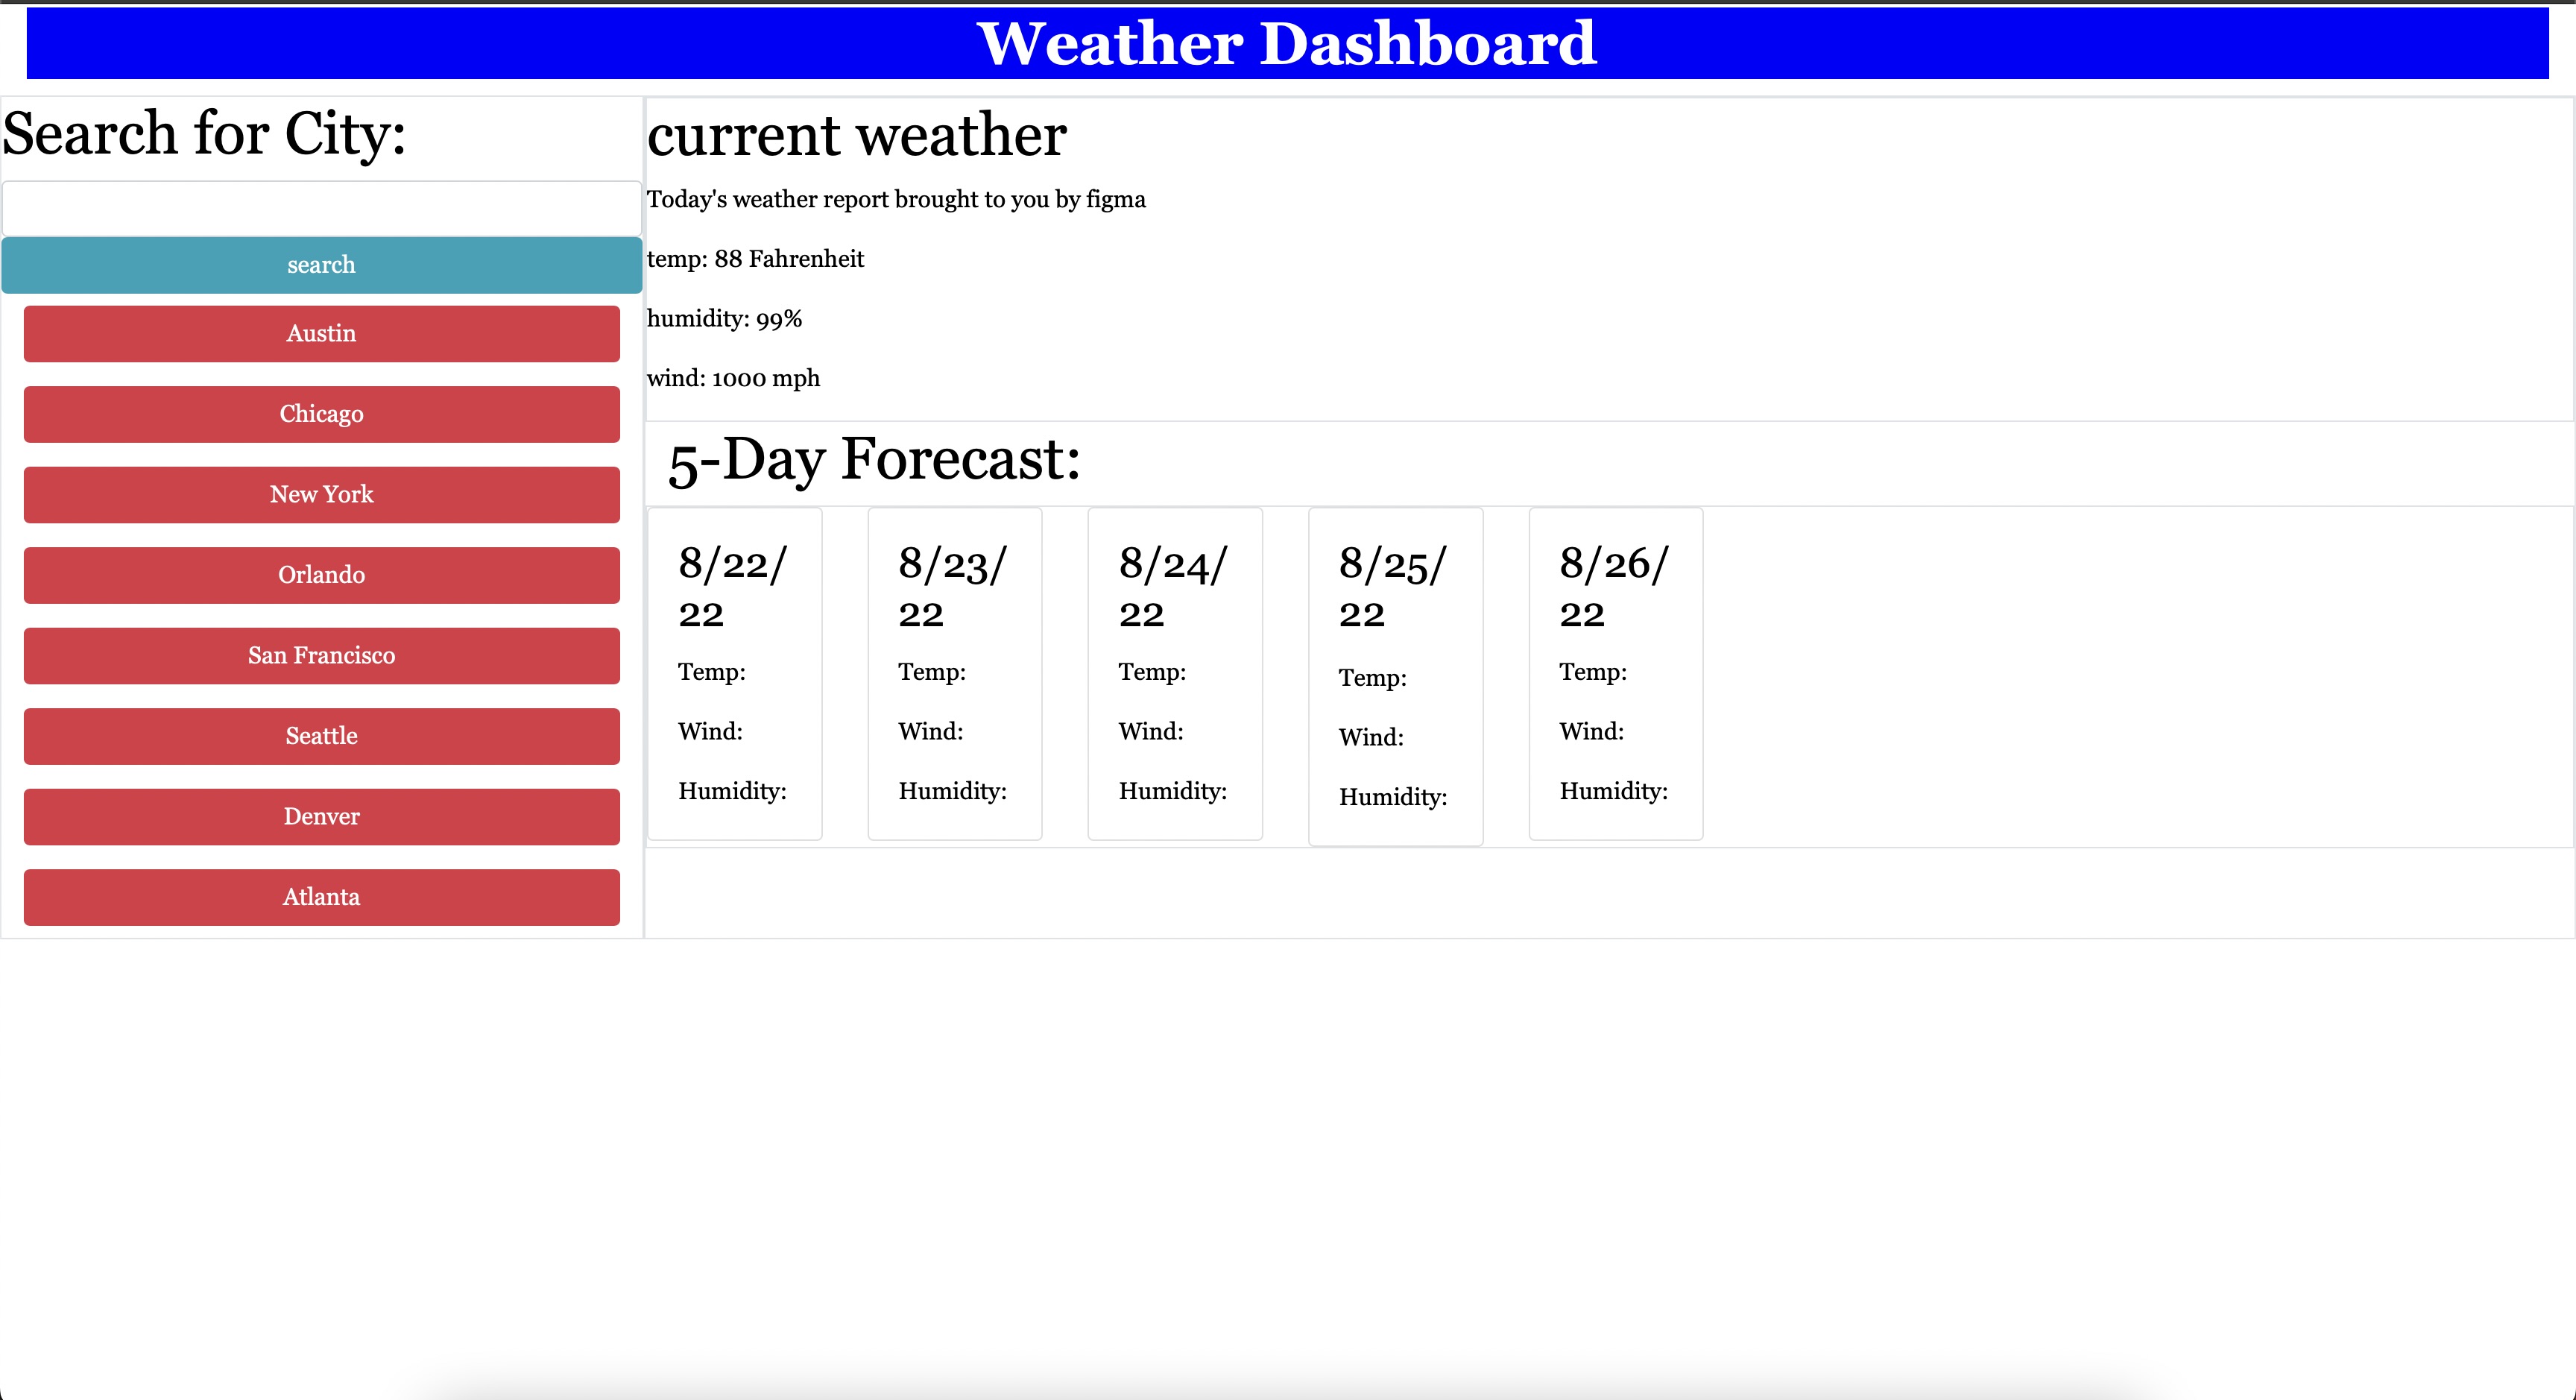 Weather Dashboard
Search for City:
search
Austin
Chicago
New York
Orlando
San Francisco
Seattle
Denver
Atlanta
current weather
Today's weather report brought to you by figma
temp: 88 Fahrenheit
humidity: 99%
wind: 1000 mph
5-Day Forecast:
8/22/
22
Temp:
Wind:
Humidity:
8/23/
22
Temp:
Wind:
Humidity:
8/24/
22
Temp:
Wind:
Humidity:
8/25/
22
Temp:
Wind:
Humidity:
8/26/
22
Temp:
Wind:
Humidity: